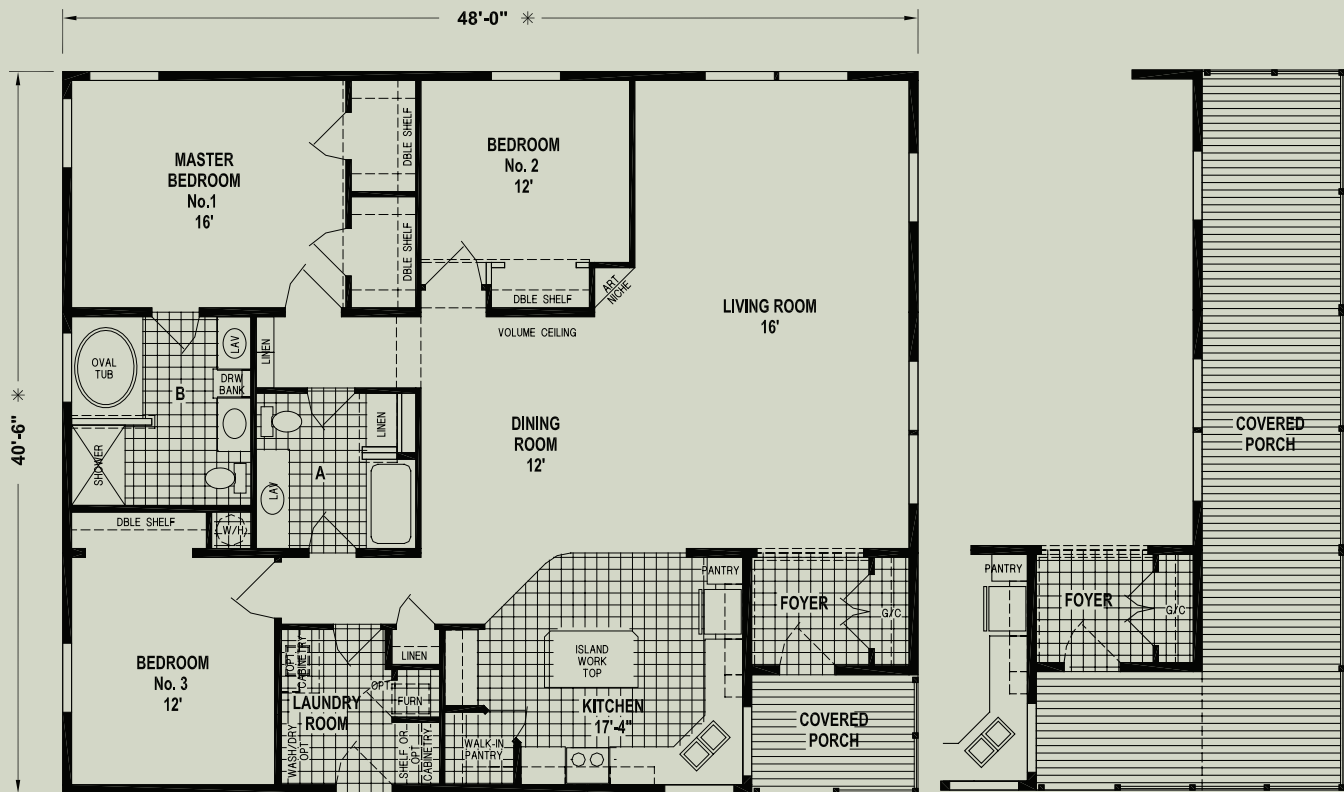 48'-0" ✳
40'-6" ✳
MASTER
BEDROOM
No.1
16'
DBLE SHELF
DBLE SHELF
BEDROOM
No. 2
12'
DBLE SHELF
ART
NICHE
VOLUME CEILING
LIVING ROOM
16'
OVAL
TUB
B
LAV
DRW
BANK
LINEN
SHOWER
A
LAV
LINEN
DINING
ROOM
12'
DBLE SHELF
W/H
BEDROOM
No. 3
12'
OPT
CABINETRY
LINEN
OPT
FURN
LAUNDRY
ROOM
WASH/DRY
OPT
SHELF OR
OPT
CABINETRY
WALK-IN
PANTRY
ISLAND
WORK
TOP
KITCHEN
17'-4"
PANTRY
FOYER
G/C
COVERED
PORCH
COVERED
PORCH
PANTRY
FOYER
G/C